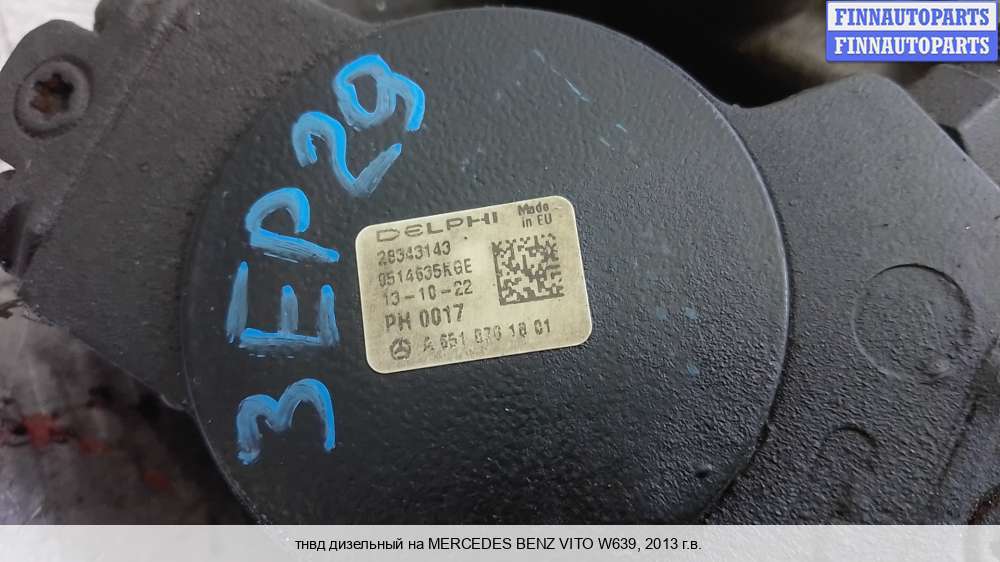 FINNAUTOPARTS
FINNAUTOPARTS
3EP29
DELPHI
Made
in EU
28343143
9514635KGE
13-10-22
PH 0017
A 651 070 18 01
тнвд дизельный на MERCEDES BENZ VITO W639, 2013 г.в.